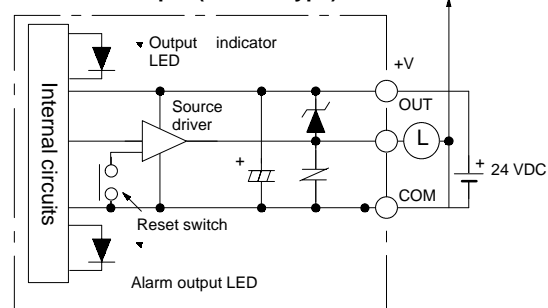 Output indicator
LED
+V
OUT
Source
driver
Internal circuits
L
+
+ 24 VDC
COM
Reset switch
Alarm output LED